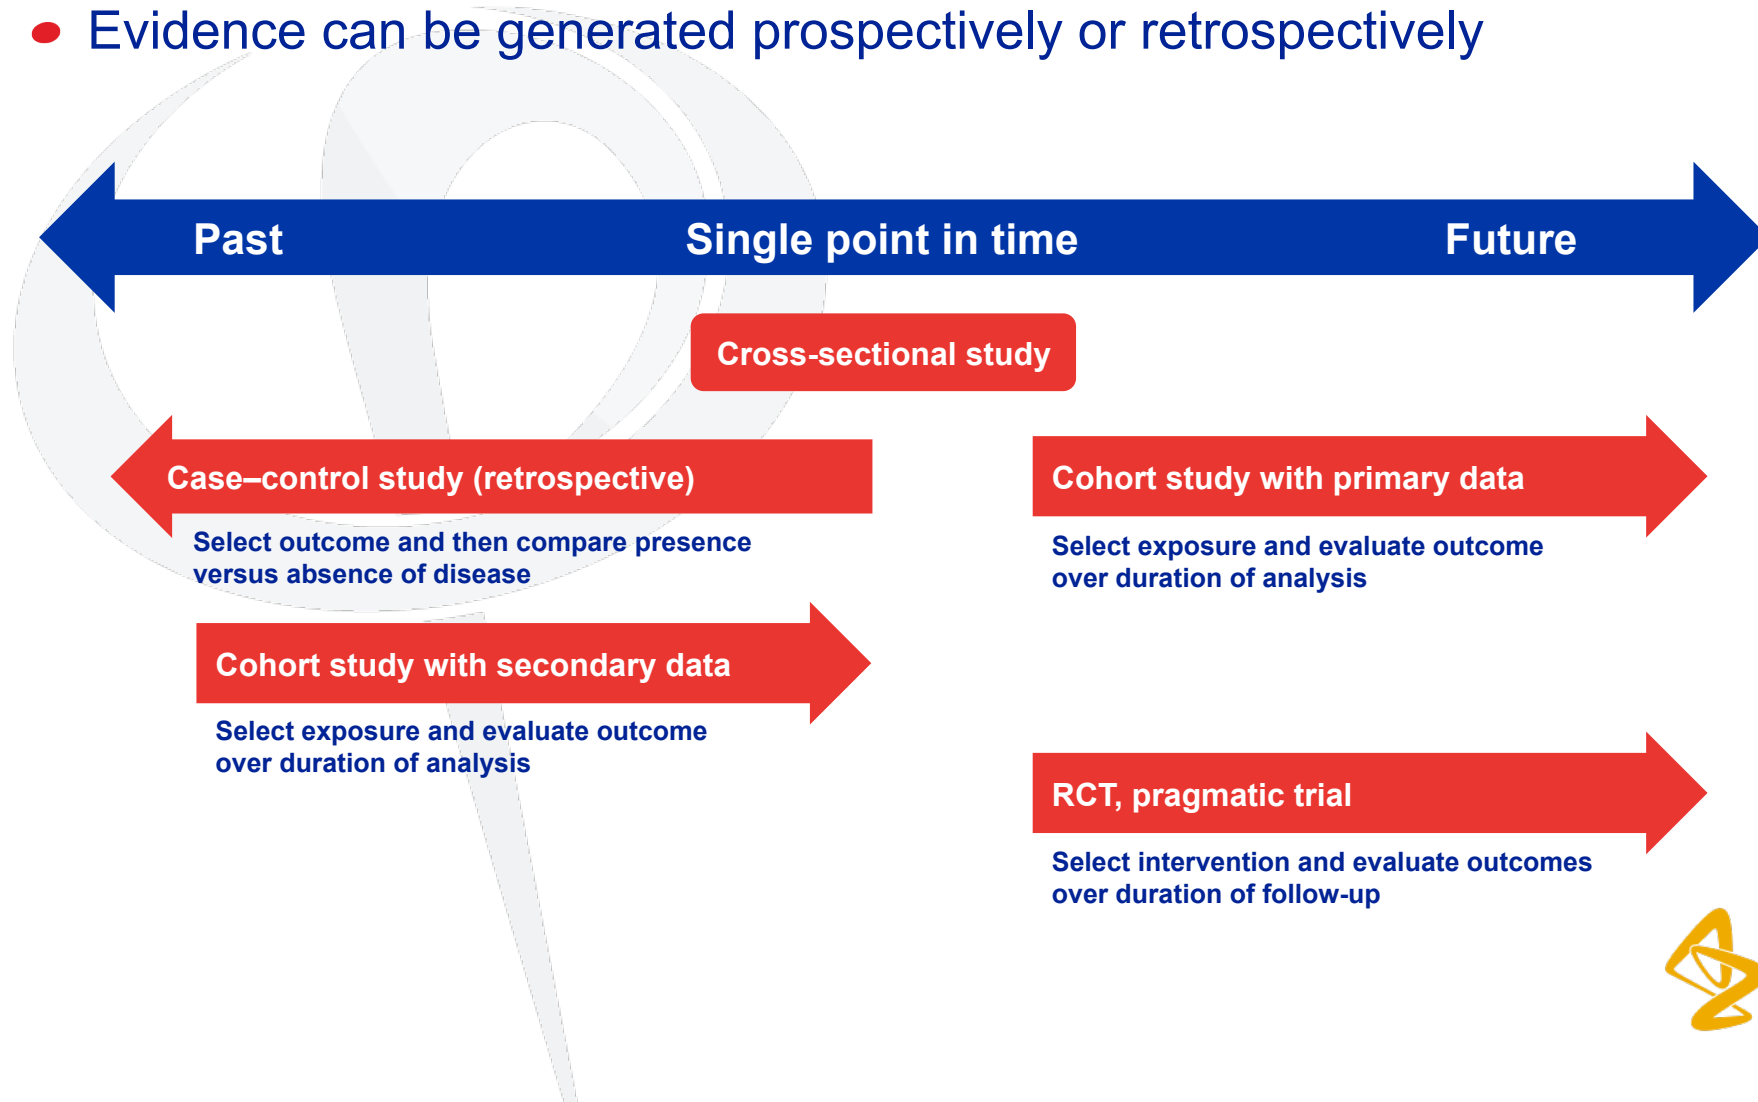 Evidence can be generated prospectively or retrospectively
Past
Single point in time
Future
Cross-sectional study
Case–control study (retrospective)
Select outcome and then compare presence
versus absence of disease
Cohort study with primary data
Select exposure and evaluate outcome
over duration of analysis
Cohort study with secondary data
Select exposure and evaluate outcome
over duration of analysis
RCT, pragmatic trial
Select intervention and evaluate outcomes
over duration of follow-up